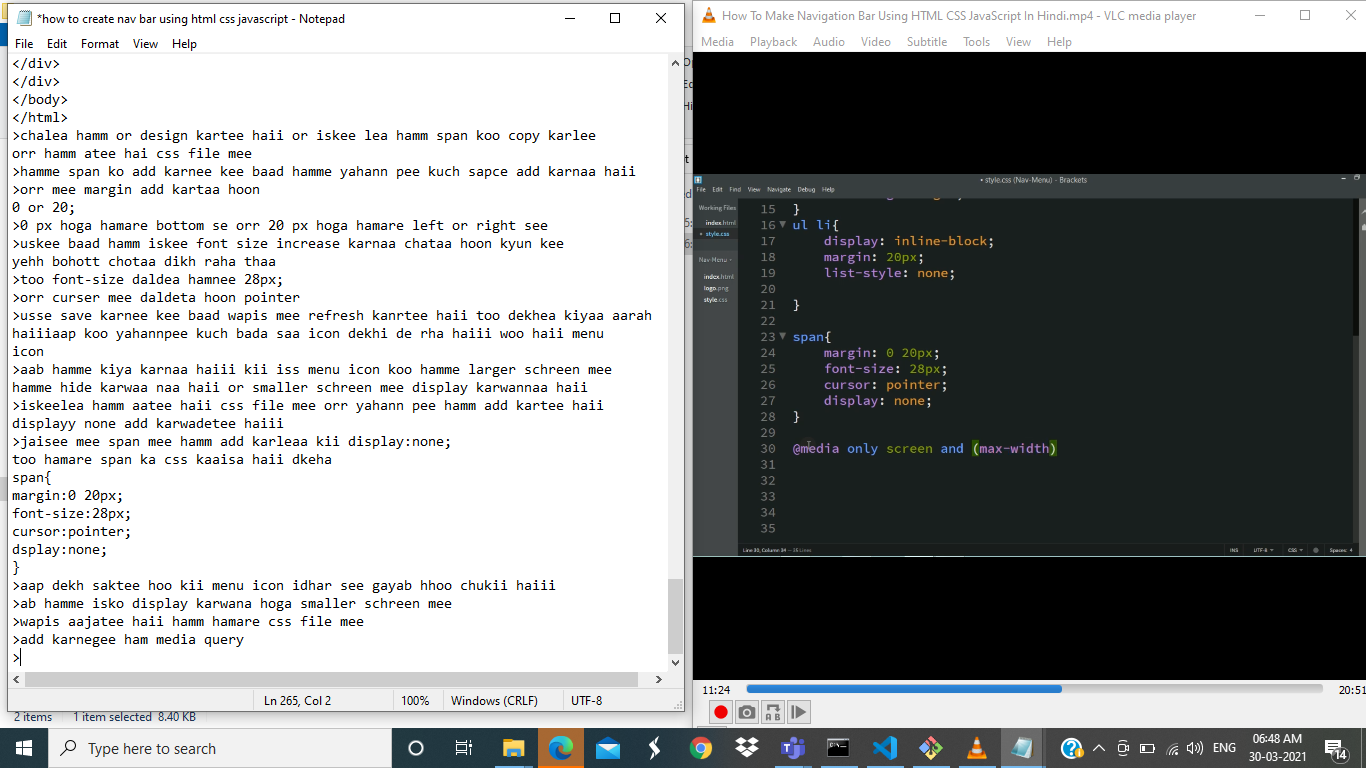 *how to create nav bar using html css javascript - Notepad
File Edit Format View Help
</div>
</div>
</body>
</html>
>chalea hamm or design kartee haii or iskee lea hamm span koo copy karlee
orr hamm atee hai css file mee
>hamme span ko add karnee kee baad hamme yahann pee kuch sapce add karnaa haii
>orr mee margin add kartaa hoon
0 or 20;
>0 px hoga hamare bottom se orr 20 px hoga hamare left or right see
>uskee baad hamm iskee font size increase karnaa chataa hoon kyun kee
yehh bohott chotaa dikh raha thaa
>too font-size daldea hamnee 28px;
>orr curser mee daldeta hoon pointer
>usse save karnee kee baad wapis mee refresh kanrtee haii too dekhea kiyaa aarah
haiiiaap koo yahannpee kuch bada saa icon dekhi de rha haiii woo haii menu
icon
>aab hamme kiya karnaa haiii kii iss menu icon koo hamme larger schreen mee
hamme hide karwaa naa haii or smaller schreen mee display karwannaa haii
>iskeelea hamm aatee haii css file mee orr yahann pee hamm add kartee haii
displayy none add karwadetee haiii
>jaisee mee span mee hamm add karleaa kii display:none;
too hamare span ka css kaaisa haii dkeha
span{
margin:0 20px;
font-size:28px;
cursor:pointer;
dsplay:none;
}
>aap dekh saktee hoo kii menu icon idhar see gayab hhoo chukii haiii
>ab hamme isko display karwana hoga smaller schreen mee
>wapis aajatee haii hamm hamare css file mee
>add karnegee ham media query
>
Ln 265, Col 2 100% Windows (CRLF) UTF-8
2 items 1 item selected 8.40 KB
How To Make Navigation Bar Using HTML CSS JavaScript In Hindi.mp4 - VLC media player
Media Playback Audio Video Subtitle Tools View Help
• style.css (Nav-Menu) - Brackets
File Edit Find View Navigate Debug Help
Working Files
index.html
• style.css
Nav-Menu
index.html
logo.png
style.css
15 }
16 ul li{
17 display: inline-block;
18 margin: 20px;
19 list-style: none;
20
21 }
22
23 span{
24 margin: 0 20px;
25 font-size: 28px;
26 cursor: pointer;
27 display: none;
28 }
29
30 @media only screen and (max-width)
31
32
33
34
35
Line 30, Column 34 — 35 Lines
INS UTF-8 CSS Spaces: 4
11:24 20:51
Type here to search
ENG
06:48 AM
30-03-2021
14